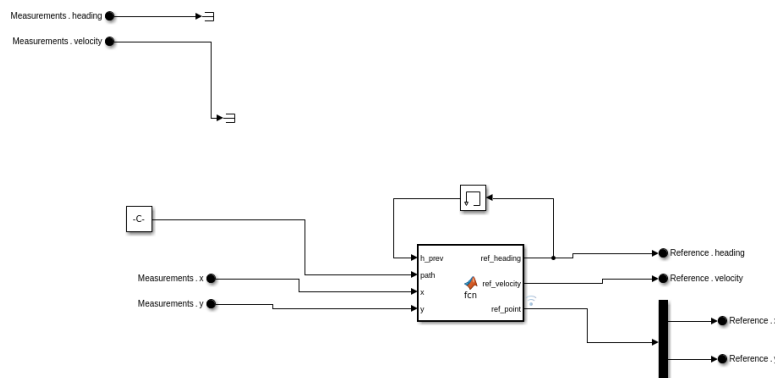 Measurements . heading
Measurements . velocity
-C-
h_prev
path
x
y
fcn
ref_heading
ref_velocity
ref_point
Measurements . x
Measurements . y
Reference . heading
Reference . velocity
Reference .
Reference .